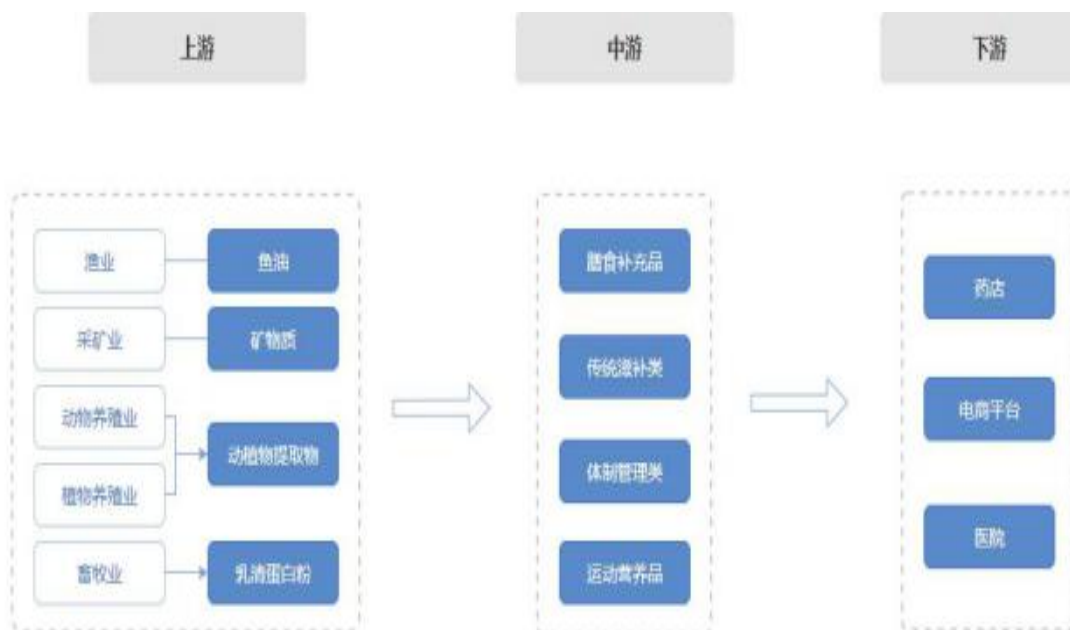 上游
中游
下游
渔业
鱼油
采矿业
矿物质
动物养殖业
植物养殖业
动植物提取物
畜牧业
乳清蛋白粉
膳食补充品
传统滋补类
体制管理类
运动营养品
药店
电商平台
医院